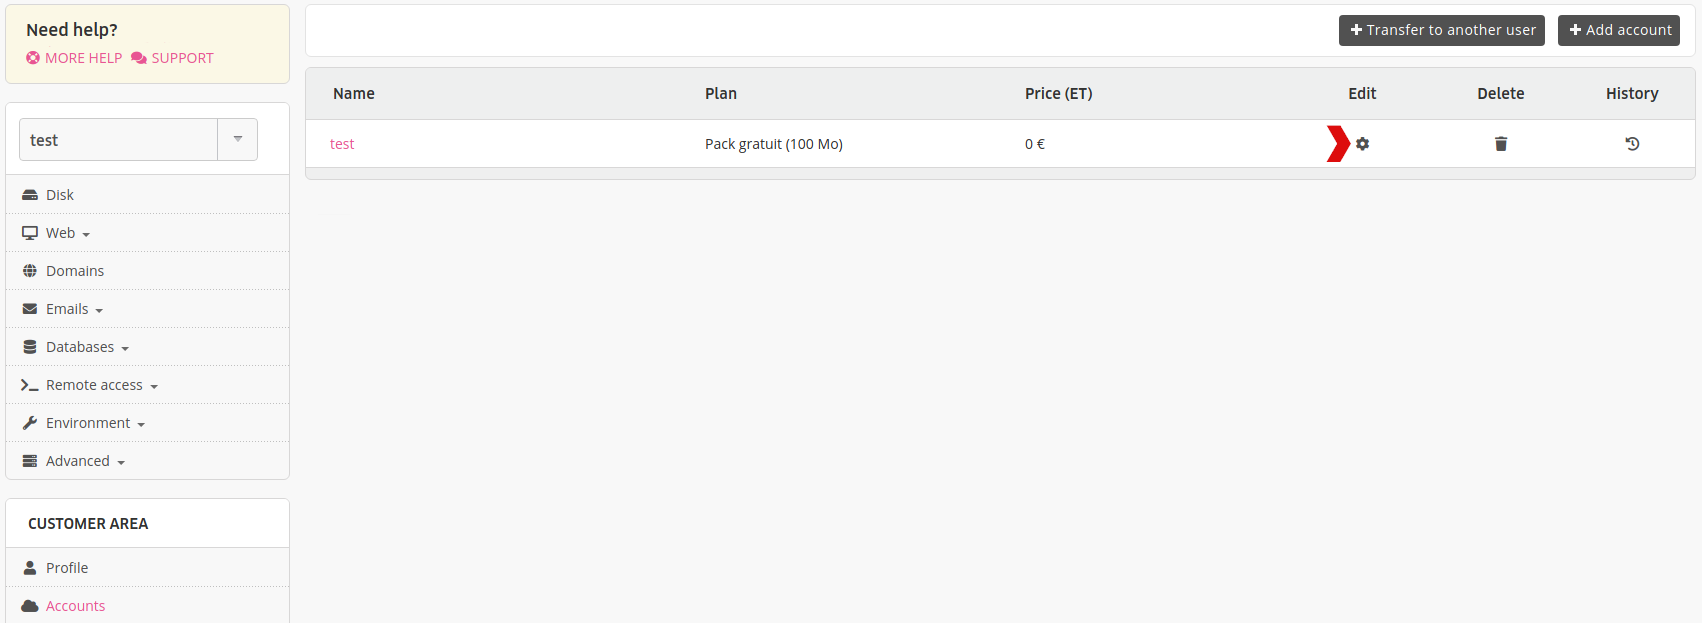 Need help?
MORE HELP SUPPORT
test
Disk
Web
Domains
Emails
Databases
Remote access
Environment
Advanced
CUSTOMER AREA
Profile
Accounts
Transfer to another user Add account
Name Plan Price (ET) Edit Delete History
test Pack gratuit (100 Mo) 0 €